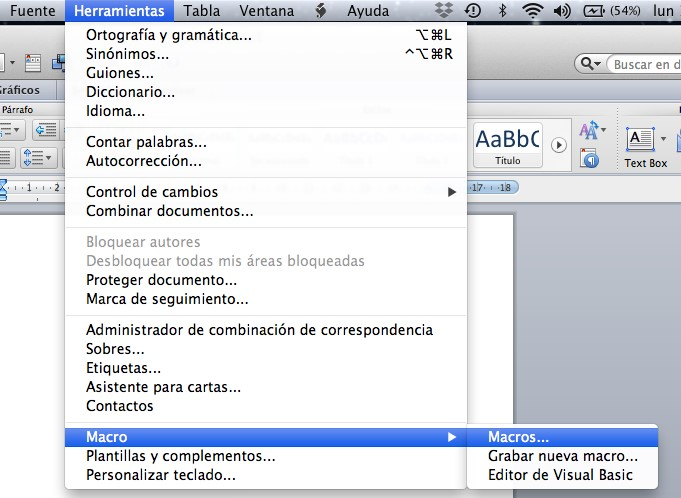 Fuente Herramientas Tabla Ventana Ayuda (54%) lun
Ortografía y gramática... ⌥⌘L
Sinónimos... ^⌥⌘R
Guiones...
Diccionario...
Idioma...
Contar palabras...
Autocorrección...
Control de cambios
Combinar documentos...
Bloquear autores
Desbloquear todas mis áreas bloqueadas
Proteger documento...
Marca de seguimiento...
Administrador de combinación de correspondencia
Sobres...
Etiquetas...
Asistente para cartas...
Contactos
Macro
Plantillas y complementos...
Personalizar teclado...
Macros...
Grabar nueva macro...
Editor de Visual Basic
Buscar en d
ráficos
Párrafo
AaBbC
Título
Text Box
1 2
17 18